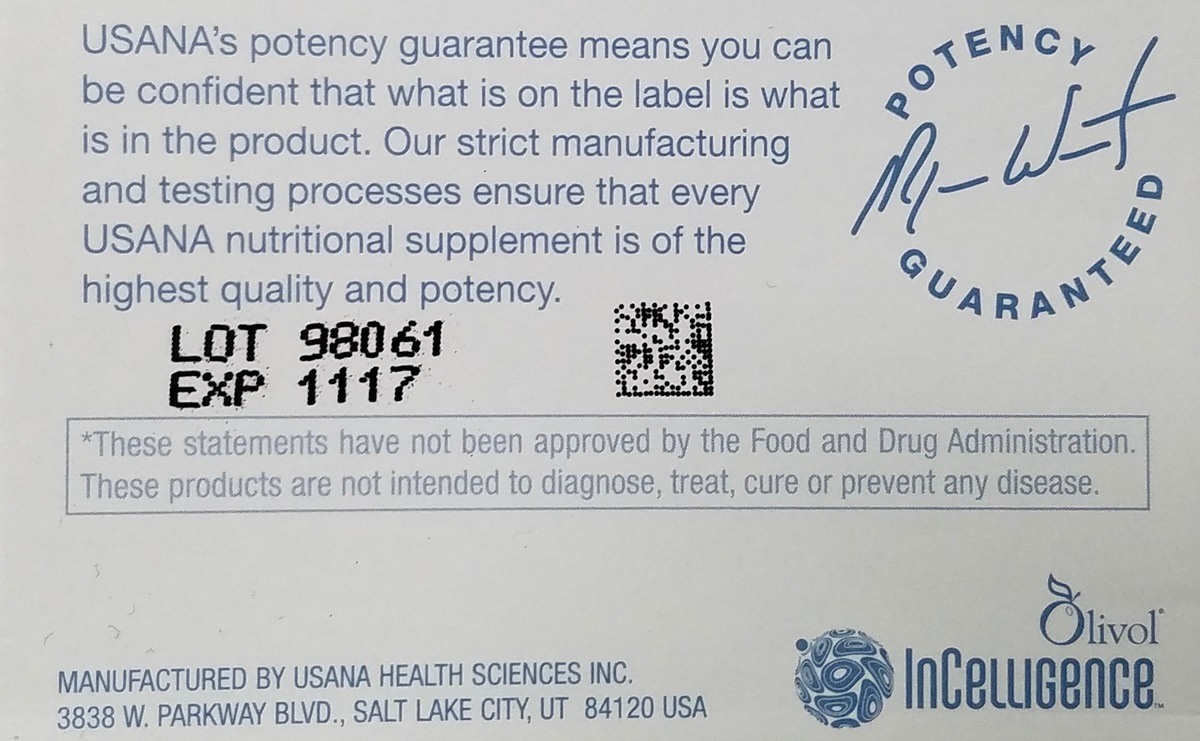 USANA's potency guarantee means you can
be confident that what is on the label is what
is in the product. Our strict manufacturing
and testing processes ensure that every
USANA nutritional supplement is of the
highest quality and potency.
POTENCY
GUARANTEED
LOT 98061
EXP 1117
*These statements have not been approved by the Food and Drug Administration.
These products are not intended to diagnose, treat, cure or prevent any disease.
Olivol®
InCelligence™
MANUFACTURED BY USANA HEALTH SCIENCES INC.
3838 W. PARKWAY BLVD., SALT LAKE CITY, UT 84120 USA